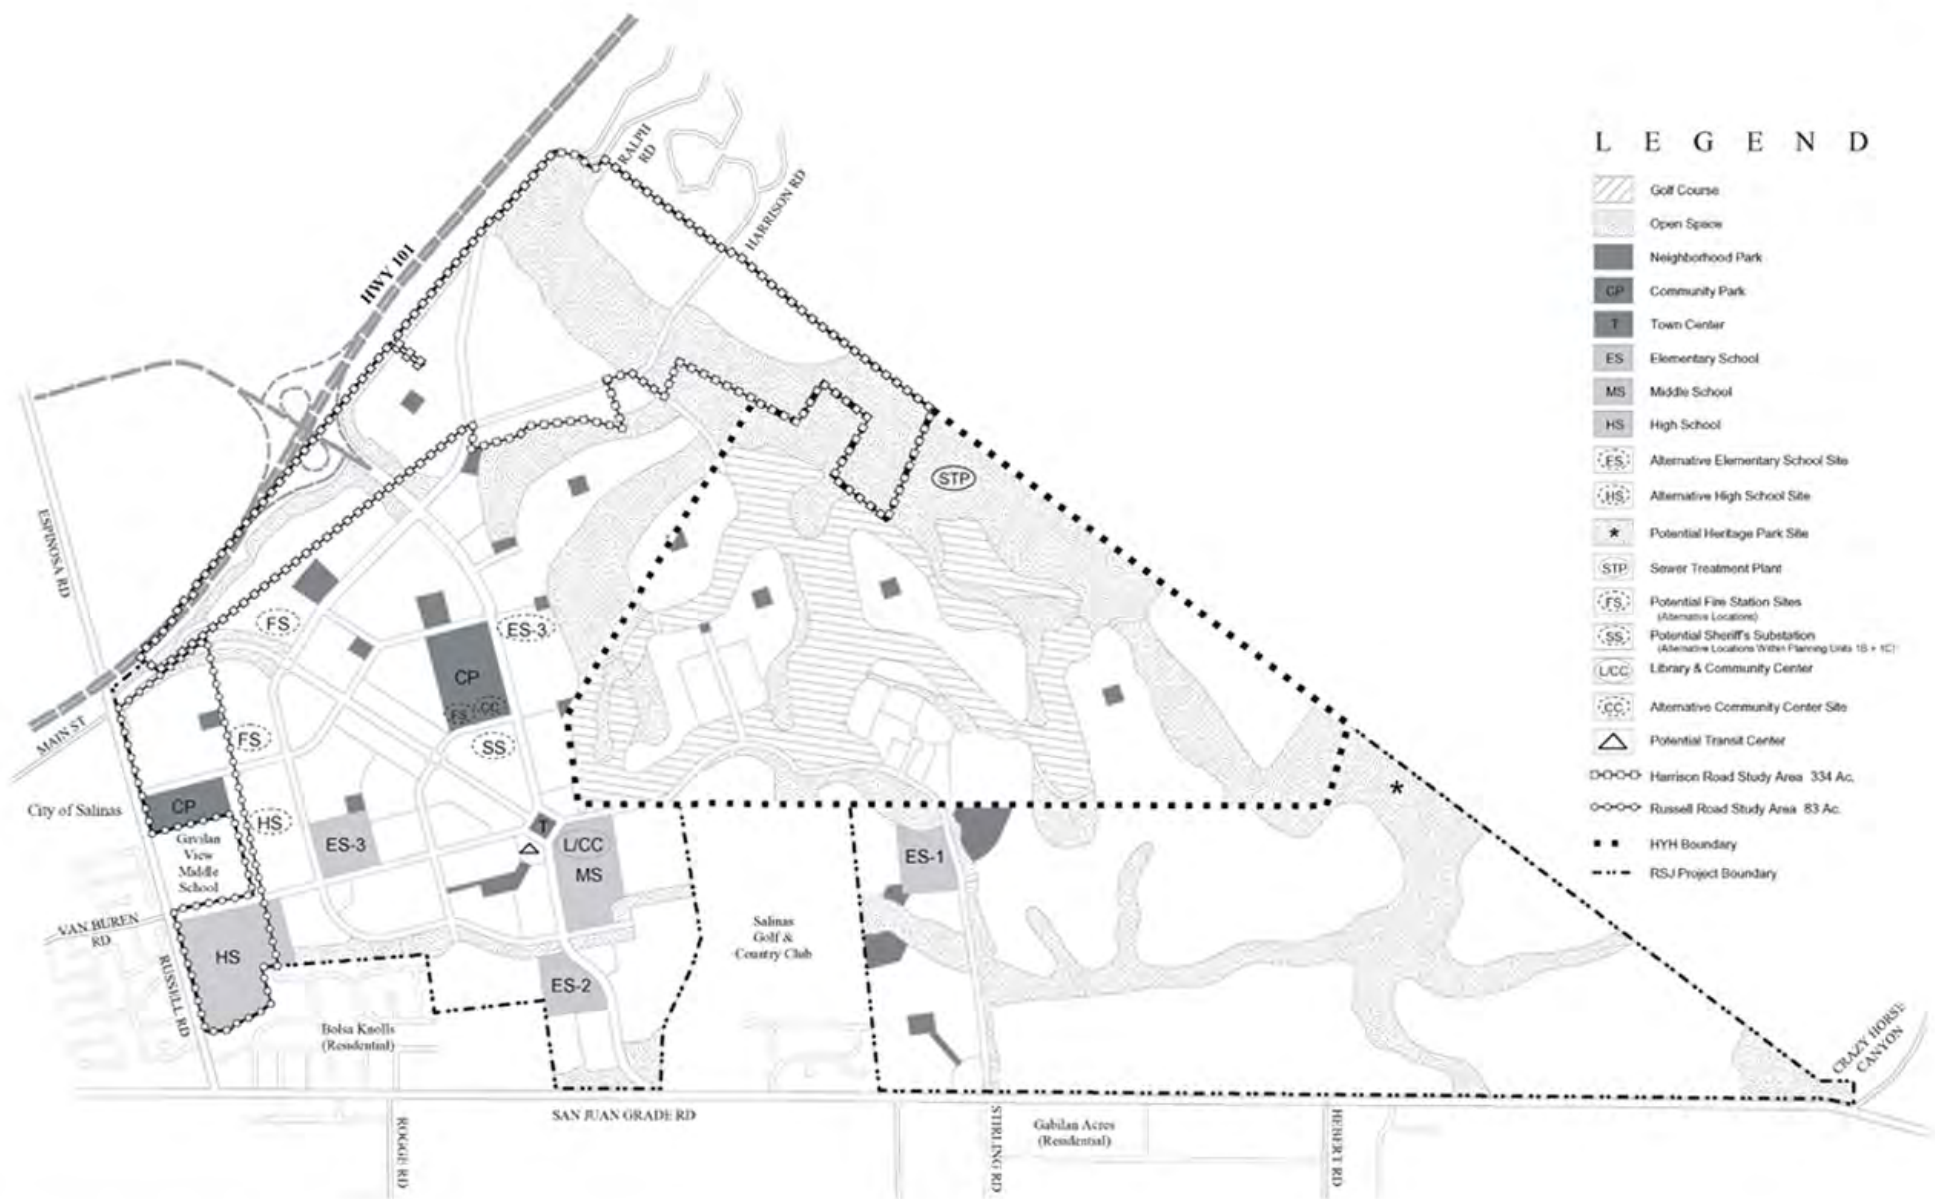 RALPH
RD
HARRISON RD
HWY 101
ESPINOSA RD
MAIN ST
City of Salinas
VAN BUREN
RD
RUSSELL RD
STP
FS
ES-3
CP
FS
CC
SS
FS
CP
HS
Gavilan
View
Middle
School
ES-3
T
L/CC
MS
ES-1
HS
ES-2
Salinas
Golf &
Country Club
Bolsa Knolls
(Residential)
*
CRAZY HORSE
CANYON
SAN JUAN GRADE RD
ROGGE RD
STIRLING RD
Gabilan Acres
(Residential)
HEBERT RD
LEGEND
Golf Course
Open Space
Neighborhood Park
CP Community Park
T Town Center
ES Elementary School
MS Middle School
HS High School
ES Alternative Elementary School Site
HS Alternative High School Site
* Potential Heritage Park Site
STP Sewer Treatment Plant
FS Potential Fire Station Sites
(Alternative Locations)
SS Potential Sheriff's Substation
(Alternative Locations Within Planning Units 1B + 1C)
L/CC Library & Community Center
CC Alternative Community Center Site
Potential Transit Center
Harrison Road Study Area 334 Ac.
Russell Road Study Area 83 Ac.
HYH Boundary
RSJ Project Boundary